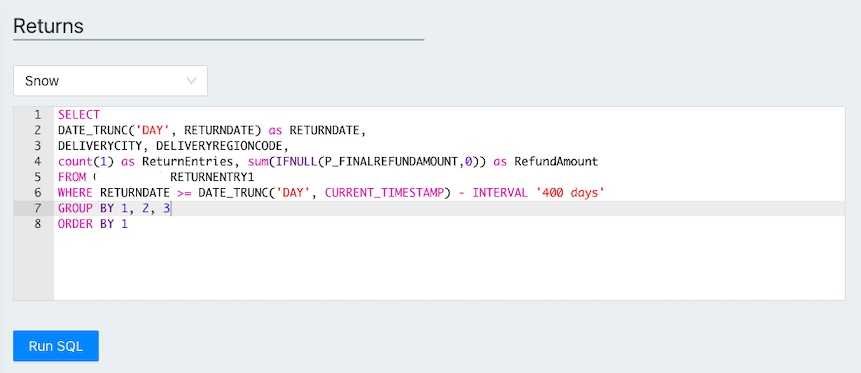 Returns
Snow
1 SELECT
2 DATE_TRUNC('DAY', RETURNDATE) as RETURNDATE,
3 DELIVERYCITY, DELIVERYREGIONCODE,
4 count(1) as ReturnEntries, sum(IFNULL(P_FINALREFUNDAMOUNT,0)) as RefundAmount
5 FROM RETURNENTRY1
6 WHERE RETURNDATE >= DATE_TRUNC('DAY', CURRENT_TIMESTAMP) - INTERVAL '400 days'
7 GROUP BY 1, 2, 3
8 ORDER BY 1
Run SQL